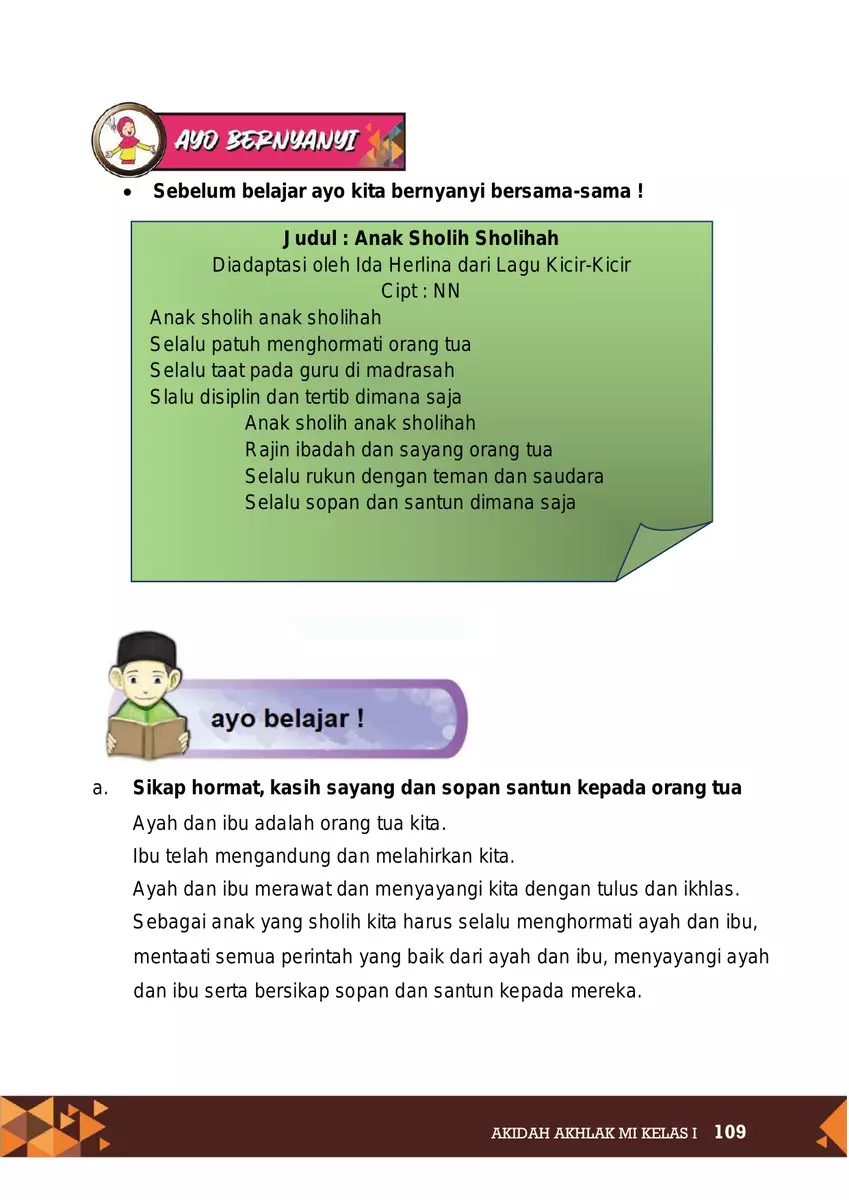 AYO BERNYANYI
• Sebelum belajar ayo kita bernyanyi bersama-sama !
Judul : Anak Sholih Sholihah
Diadaptasi oleh Ida Herlina dari Lagu Kicir-Kicir
Cipt : NN
Anak sholih anak sholihah
Selalu patuh menghormati orang tua
Selalu taat pada guru di madrasah
Slalu disiplin dan tertib dimana saja
Anak sholih anak sholihah
Rajin ibadah dan sayang orang tua
Selalu rukun dengan teman dan saudara
Selalu sopan dan santun dimana saja
ayo belajar !
a. Sikap hormat, kasih sayang dan sopan santun kepada orang tua
Ayah dan ibu adalah orang tua kita.
Ibu telah mengandung dan melahirkan kita.
Ayah dan ibu merawat dan menyayangi kita dengan tulus dan ikhlas.
Sebagai anak yang sholih kita harus selalu menghormati ayah dan ibu,
mentaati semua perintah yang baik dari ayah dan ibu, menyayangi ayah
dan ibu serta bersikap sopan dan santun kepada mereka.
AKIDAH AKHLAK MI KELAS I 109